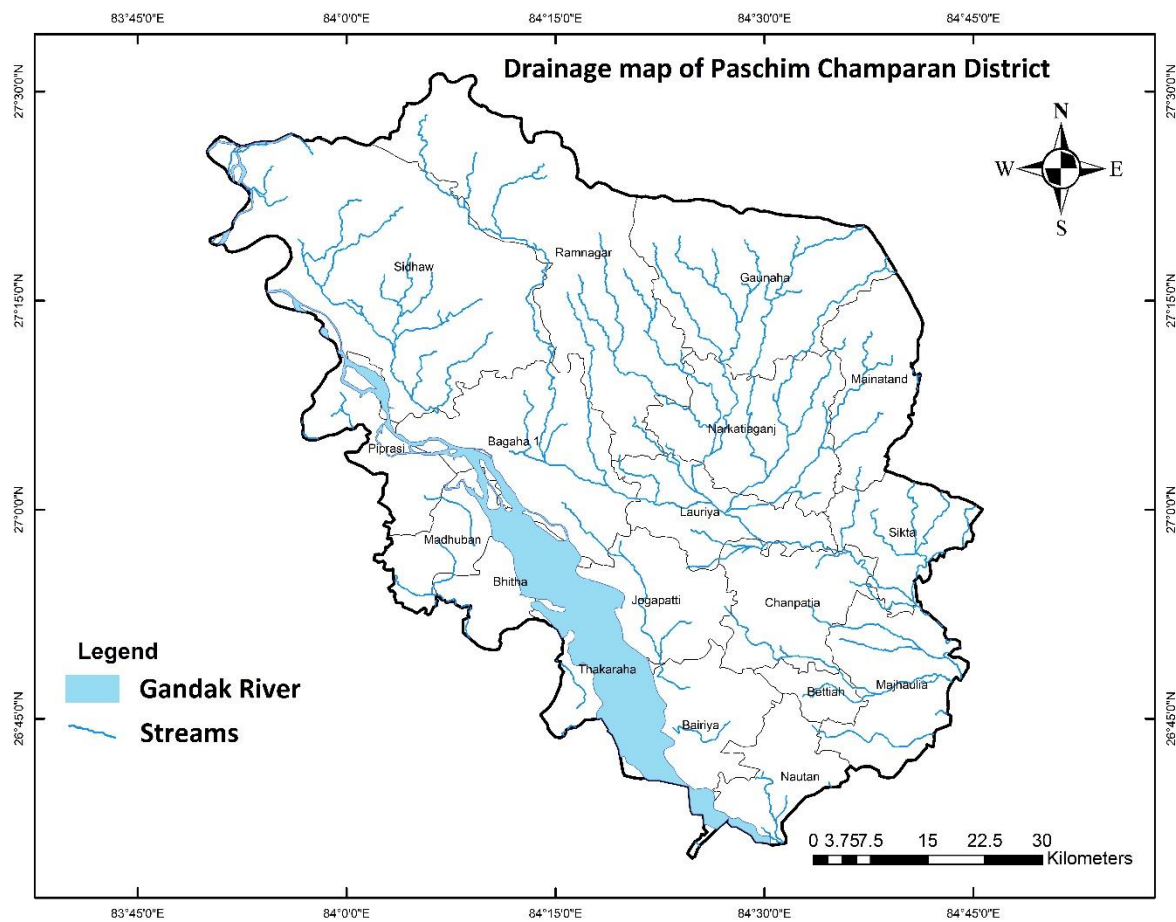 83°45'0"E 84°0'0"E 84°15'0"E 84°30'0"E 84°45'0"E
Drainage map of Paschim Champaran District
27°30'0"N
27°30'0"N
N
W E
S
Ramnagar
Sidhaw
Gaunaha
27°15'0"N
27°15'0"N
Mainatand
Narkatiaganj
Bagaha 1
Piprasi
27°0'0"N
27°0'0"N
Lauriya
Sikta
Madhuban
Bhitha
Jogapatti
Chanpatia
Legend
Gandak River
Streams
Thakaraha
Bettiah
Majhaulia
26°45'0"N
26°45'0"N
Bairiya
Nautan
0 3.757.5 15 22.5 30
Kilometers
83°45'0"E 84°0'0"E 84°15'0"E 84°30'0"E 84°45'0"E